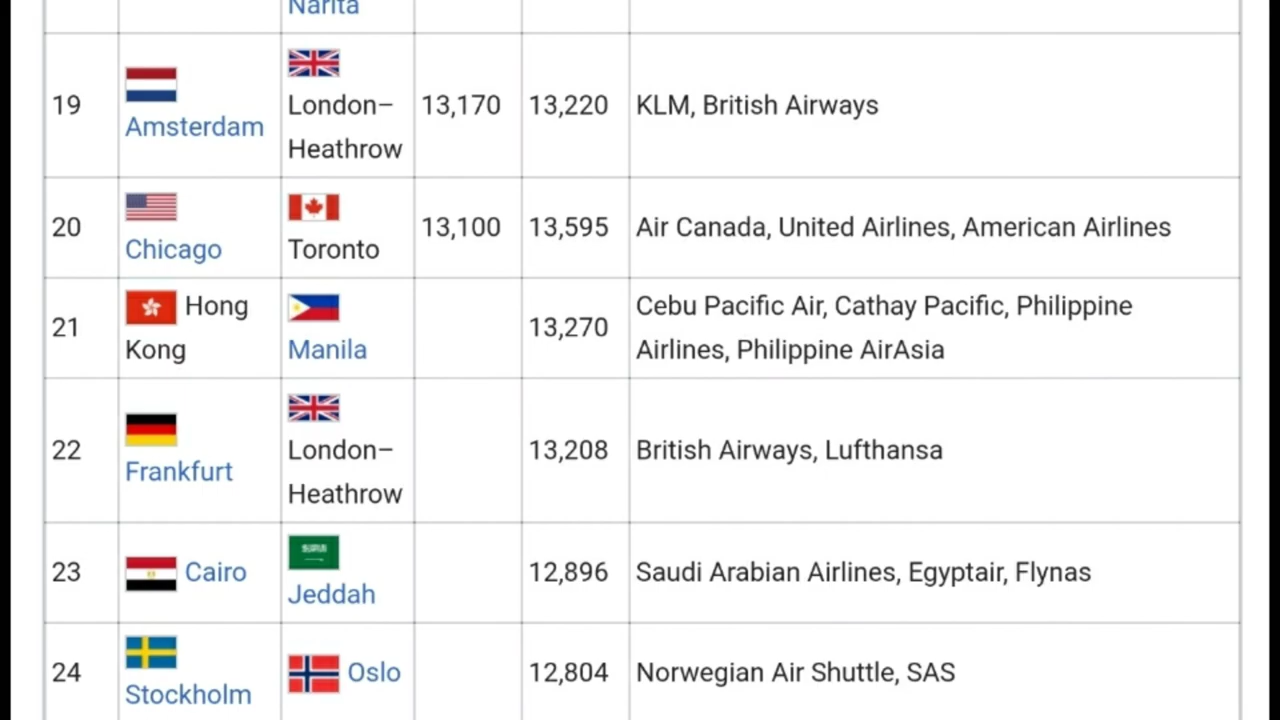 Narita
19 Amsterdam London–Heathrow 13,170 13,220 KLM, British Airways
20 Chicago Toronto 13,100 13,595 Air Canada, United Airlines, American Airlines
21 Hong Kong Manila 13,270 Cebu Pacific Air, Cathay Pacific, Philippine Airlines, Philippine AirAsia
22 Frankfurt London–Heathrow 13,208 British Airways, Lufthansa
23 Cairo Jeddah 12,896 Saudi Arabian Airlines, Egyptair, Flynas
24 Stockholm Oslo 12,804 Norwegian Air Shuttle, SAS